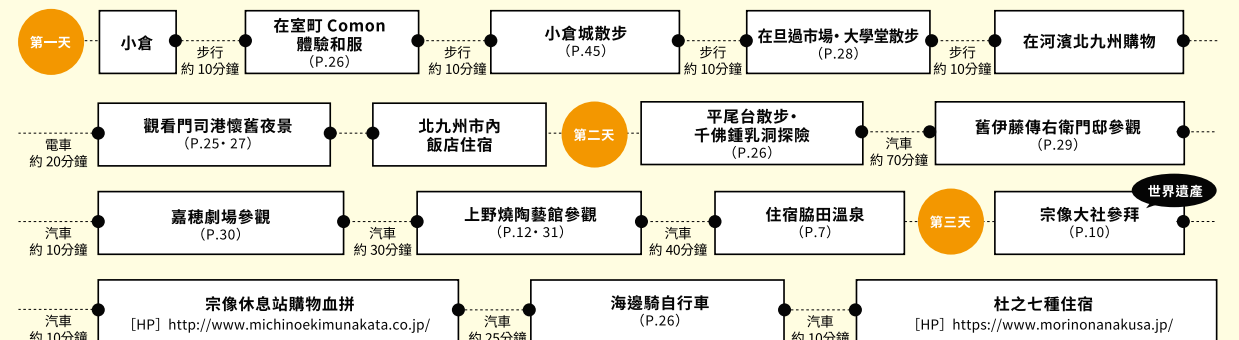 第一天
小倉
步行
約 10分鐘
在室町 Comon
體驗和服
（P.26）
步行
約 10分鐘
小倉城散步
（P.45）
步行
約 10分鐘
在旦過市場・大學堂散步
（P.28）
步行
約 10分鐘
在河濱北九州購物
電車
約 20分鐘
觀看門司港懷舊夜景
（P.25・27）
北九州市內
飯店住宿
第二天
平尾台散步・
千佛鍾乳洞探險
（P.26）
汽車
約 70分鐘
舊伊藤傳右衛門邸參觀
（P.29）
汽車
約 10分鐘
嘉穂劇場參觀
（P.30）
汽車
約 30分鐘
上野燒陶藝館參觀
（P.12・31）
汽車
約 40分鐘
住宿脇田溫泉
（P.7）
第三天
世界遺產
宗像大社參拜
（P.10）
汽車
約 10分鐘
宗像休息站購物血拼
［HP］http://www.michinoekimunakata.co.jp/
汽車
約 25分鐘
海邊騎自行車
（P.26）
汽車
約 10分鐘
杜之七種住宿
［HP］https://www.morinonanakusa.jp/